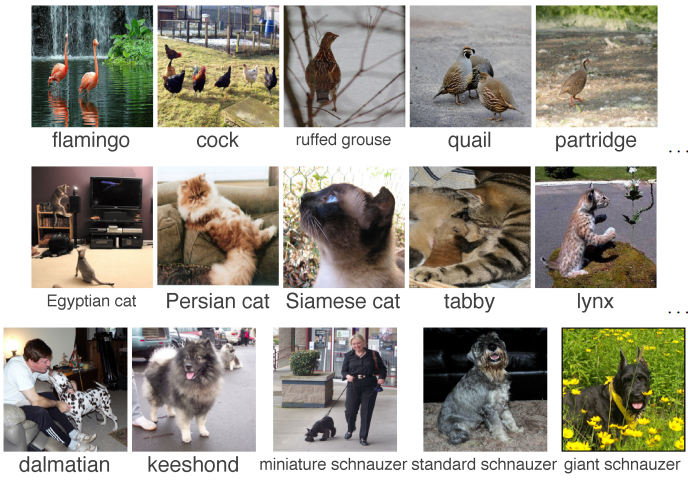 flamingo
cock
ruffed grouse
quail
partridge
. . .
Egyptian cat
Persian cat
Siamese cat
tabby
lynx
. . .
dalmatian
keeshond
miniature schnauzer
standard schnauzer
giant schnauzer